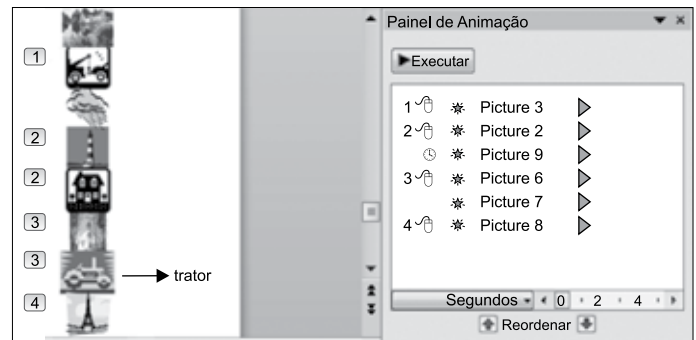 1
2
2
3
3
trator
4
Painel de Animação
Executar
1 Picture 3
2 Picture 2
Picture 9
3 Picture 6
Picture 7
4 Picture 8
Segundos 0 2 4
Reordenar